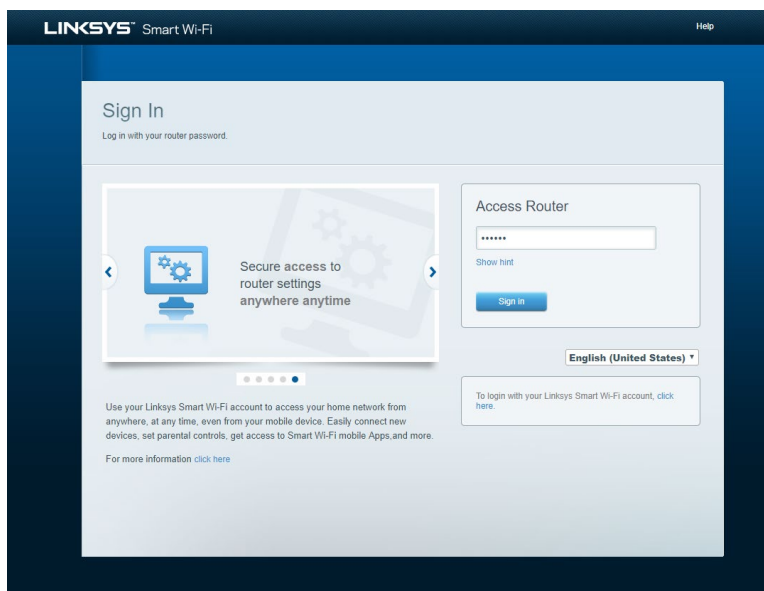 LINKSYS™ Smart Wi-Fi
Help
Sign In
Log in with your router password.
Secure access to
router settings
anywhere anytime
Access Router
••••••
Show hint
Sign in
English (United States)
Use your Linksys Smart Wi-Fi account to access your home network from
anywhere, at any time, even from your mobile device. Easily connect new
devices, set parental controls, get access to Smart Wi-Fi mobile Apps,and more.
For more information click here
To login with your Linksys Smart Wi-Fi account, click
here.